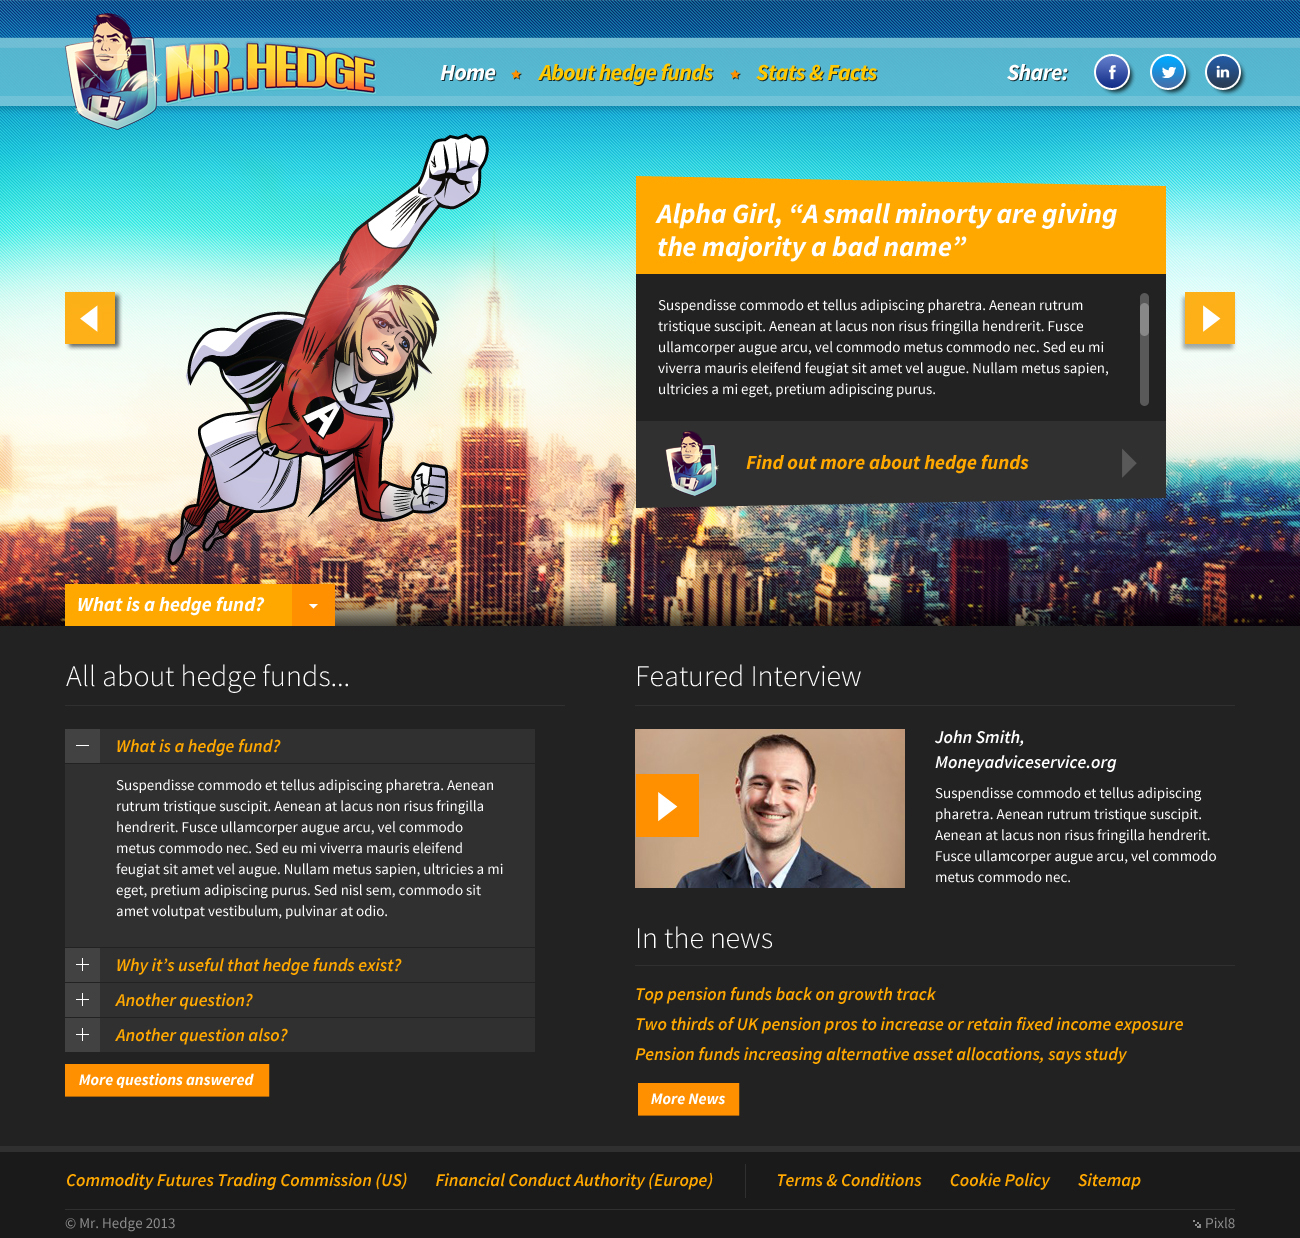 MR. HEDGE
Home
About hedge funds
Stats & Facts
Share:
f
in
Alpha Girl, “A small minorty are giving
the majority a bad name”
Suspendisse commodo et tellus adipiscing pharetra. Aenean rutrum
tristique suscipit. Aenean at lacus non risus fringilla hendrerit. Fusce
ullamcorper augue arcu, vel commodo metus commodo nec. Sed eu mi
viverra mauris eleifend feugiat sit amet vel augue. Nullam metus sapien,
ultricies a mi eget, pretium adipiscing purus.
Find out more about hedge funds
A
A
What is a hedge fund?
All about hedge funds...
What is a hedge fund?
Suspendisse commodo et tellus adipiscing pharetra. Aenean
rutrum tristique suscipit. Aenean at lacus non risus fringilla
hendrerit. Fusce ullamcorper augue arcu, vel commodo
metus commodo nec. Sed eu mi viverra mauris eleifend
feugiat sit amet vel augue. Nullam metus sapien, ultricies a mi
eget, pretium adipiscing purus. Sed nisl sem, commodo sit
amet volutpat vestibulum, pulvinar at odio.
Why it’s useful that hedge funds exist?
Another question?
Another question also?
More questions answered
Featured Interview
John Smith,
Moneyadviceservice.org
Suspendisse commodo et tellus adipiscing
pharetra. Aenean rutrum tristique suscipit.
Aenean at lacus non risus fringilla hendrerit.
Fusce ullamcorper augue arcu, vel commodo
metus commodo nec.
In the news
Top pension funds back on growth track
Two thirds of UK pension pros to increase or retain fixed income exposure
Pension funds increasing alternative asset allocations, says study
More News
Commodity Futures Trading Commission (US)
Financial Conduct Authority (Europe)
Terms & Conditions
Cookie Policy
Sitemap
© Mr. Hedge 2013
Pixl8